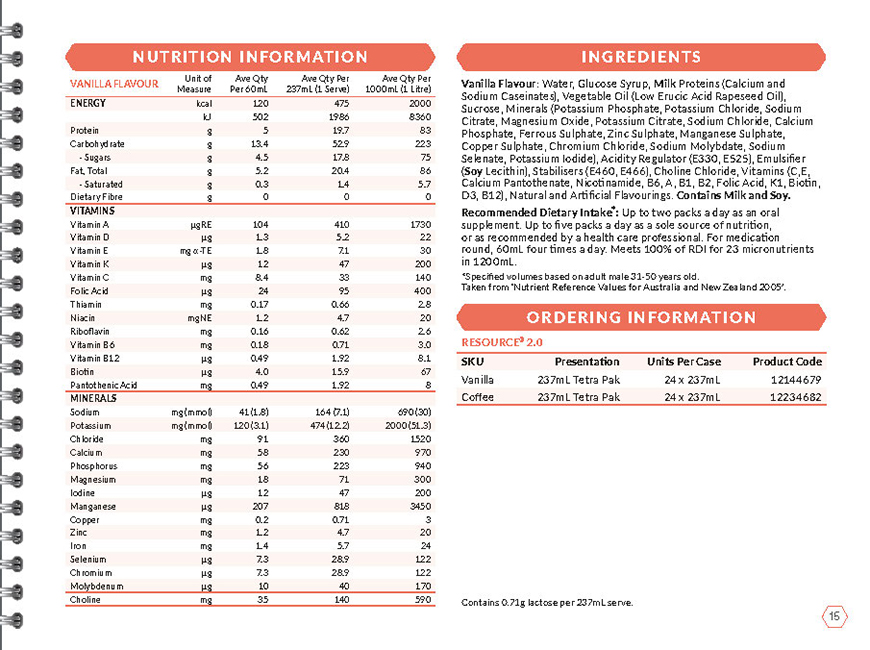 NUTRITION INFORMATION
VANILLA FLAVOUR Unit of Measure Ave Qty Per 60mL Ave Qty Per 237mL (1 Serve) Ave Qty Per 1000mL (1 Litre)
ENERGY kcal 120 475 2000
kJ 502 1986 8360
Protein g 5 19.7 83
Carbohydrate g 13.4 52.9 223
- Sugars g 4.5 17.8 75
Fat, Total g 5.2 20.4 86
- Saturated g 0.3 1.4 5.7
Dietary Fibre g 0 0 0
VITAMINS
Vitamin A µgRE 104 410 1730
Vitamin D µg 1.3 5.2 22
Vitamin E mg α-TE 1.8 7.1 30
Vitamin K µg 12 47 200
Vitamin C mg 8.4 33 140
Folic Acid µg 24 95 400
Thiamin mg 0.17 0.66 2.8
Niacin mgNE 1.2 4.7 20
Riboflavin mg 0.16 0.62 2.6
Vitamin B6 mg 0.18 0.71 3.0
Vitamin B12 µg 0.49 1.92 8.1
Biotin µg 4.0 15.9 67
Pantothenic Acid mg 0.49 1.92 8
MINERALS
Sodium mg(mmol) 41(1.8) 164(7.1) 690(30)
Potassium mg(mmol) 120(3.1) 474(12.2) 2000(51.3)
Chloride mg 91 360 1520
Calcium mg 58 230 970
Phosphorus mg 56 223 940
Magnesium mg 18 71 300
Iodine µg 12 47 200
Manganese µg 207 818 3450
Copper mg 0.2 0.71 3
Zinc mg 1.2 4.7 20
Iron mg 1.4 5.7 24
Selenium µg 7.3 28.9 122
Chromium µg 7.3 28.9 122
Molybdenum µg 10 40 170
Choline mg 35 140 590
INGREDIENTS
Vanilla Flavour: Water, Glucose Syrup, Milk Proteins (Calcium and
Sodium Caseinates), Vegetable Oil (Low Erucic Acid Rapeseed Oil),
Sucrose, Minerals (Potassium Phosphate, Potassium Chloride, Sodium
Citrate, Magnesium Oxide, Potassium Citrate, Sodium Chloride, Calcium
Phosphate, Ferrous Sulphate, Zinc Sulphate, Manganese Sulphate,
Copper Sulphate, Chromium Chloride, Sodium Molybdate, Sodium
Selenate, Potassium Iodide), Acidity Regulator (E330, E525), Emulsifier
(Soy Lecithin), Stabilisers (E460, E466), Choline Chloride, Vitamins (C,E,
Calcium Pantothenate, Nicotinamide, B6, A, B1, B2, Folic Acid, K1, Biotin,
D3, B12), Natural and Artificial Flavourings. Contains Milk and Soy.
Recommended Dietary Intake*: Up to two packs a day as an oral
supplement. Up to five packs a day as a sole source of nutrition,
or as recommended by a health care professional. For medication
round, 60mL four times a day. Meets 100% of RDI for 23 micronutrients
in 1200mL.
*Specified volumes based on adult male 31-50 years old.
Taken from 'Nutrient Reference Values for Australia and New Zealand 2005'.
ORDERING INFORMATION
RESOURCE® 2.0
SKU Presentation Units Per Case Product Code
Vanilla 237mL Tetra Pak 24 x 237mL 12144679
Coffee 237mL Tetra Pak 24 x 237mL 12234682
Contains 0.71g lactose per 237mL serve.
15